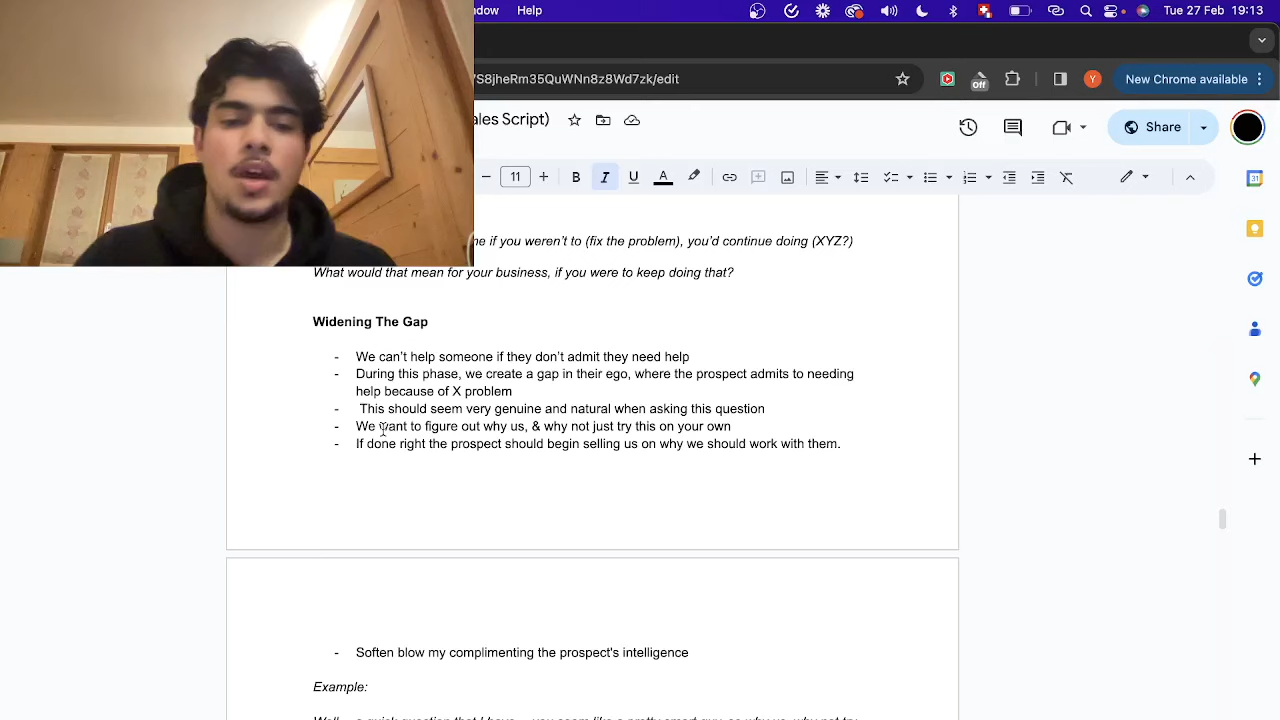 ndow Help Tue 27 Feb 19:13
/S8jheRm35QuWNn8z8Wd7zk/edit
Off
Y
New Chrome available
ales Script)
Share
11
B I U A
31
ne if you weren't to (fix the problem), you'd continue doing (XYZ?)
What would that mean for your business, if you were to keep doing that?
Widening The Gap
- We can't help someone if they don't admit they need help
- During this phase, we create a gap in their ego, where the prospect admits to needing
help because of X problem
- This should seem very genuine and natural when asking this question
- We want to figure out why us, & why not just try this on your own
- If done right the prospect should begin selling us on why we should work with them.
- Soften blow my complimenting the prospect's intelligence
Example: